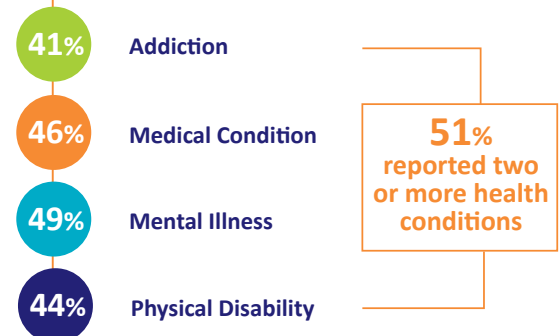 41% Addiction
46% Medical Condition
49% Mental Illness
44% Physical Disability
51%
reported two
or more health
conditions